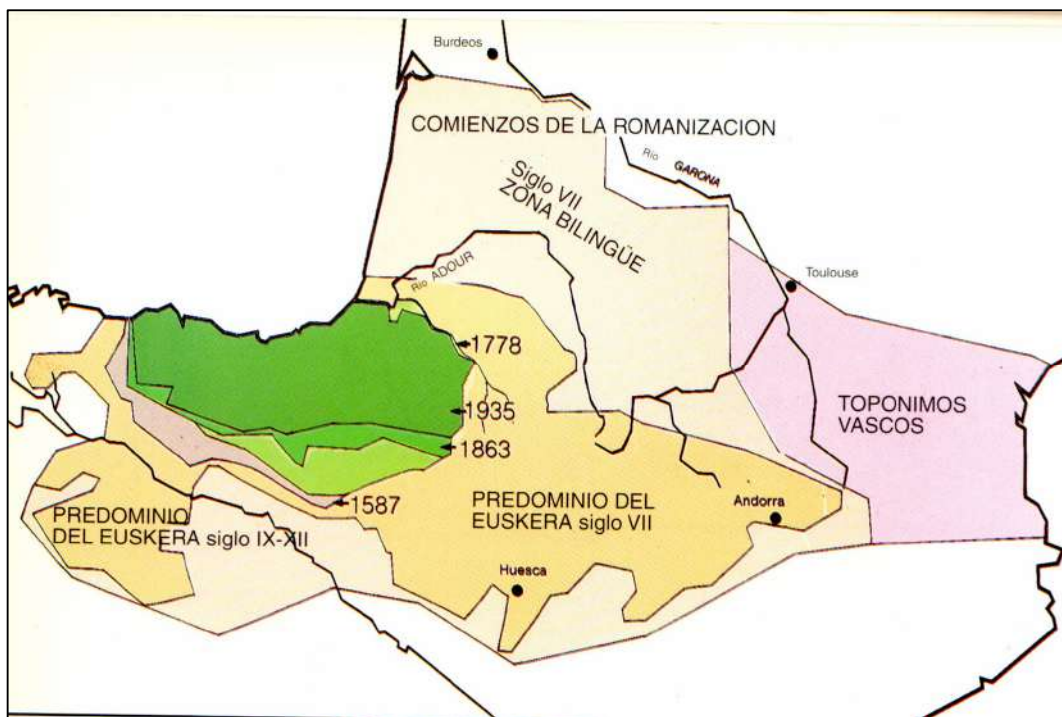 Burdeos
COMIENZOS DE LA ROMANIZACION
Río GARONA
Siglo VII
ZONA BILINGÜE
Río ADOUR
Toulouse
1778
1935
TOPONIMOS
VASCOS
1863
1587
PREDOMINIO DEL
EUSKERA siglo VII
Andorra
PREDOMINIO
DEL EUSKERA siglo IX-XII
Huesca